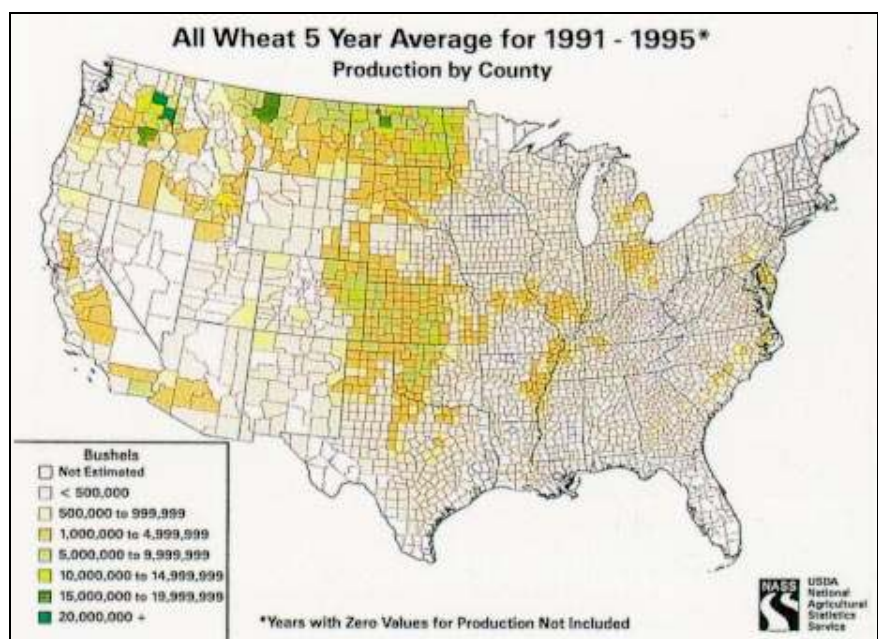 All Wheat 5 Year Average for 1991 - 1995*
Production by County
Bushels
Not Estimated
< 500,000
500,000 to 999,999
1,000,000 to 4,999,999
5,000,000 to 9,999,999
10,000,000 to 14,999,999
15,000,000 to 19,999,999
20,000,000 +
*Years with Zero Values for Production Not Included
NASS
USDA
National
Agricultural
Statistics
Service